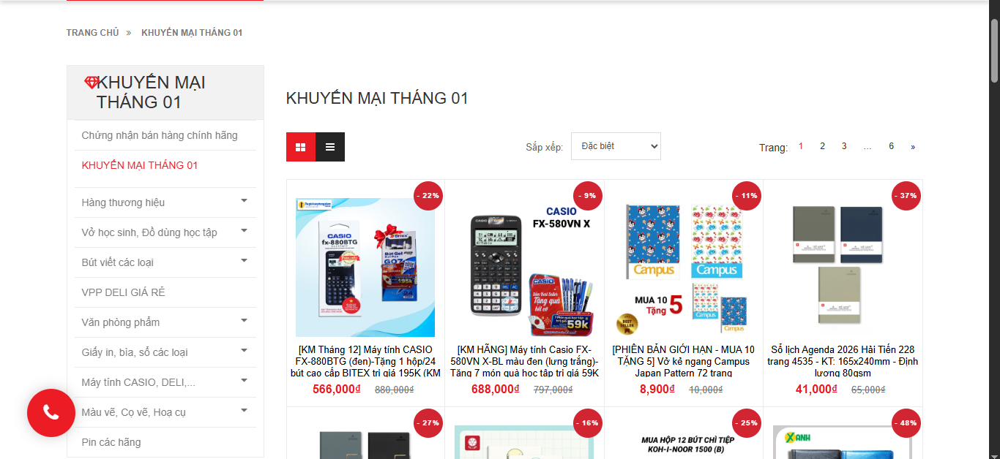 TRANG CHỦ » KHUYẾN MẠI THÁNG 01
KHUYẾN MẠI
THÁNG 01
Chứng nhận bán hàng chính hãng
KHUYẾN MẠI THÁNG 01
Hàng thương hiệu
Vở học sinh, Đồ dùng học tập
Bút viết các loại
VPP DELI GIÁ RẺ
Văn phòng phẩm
Giấy in, bìa, sổ các loại
Máy tính CASIO, DELI,...
Màu vẽ, Cọ vẽ, Hoạ cụ
Pin các hãng
KHUYẾN MẠI THÁNG 01
Sắp xếp: Đặc biệt
Trang: 1 2 3 ... 6 »
- 22%
CASIO
fx-880BTG
BITEX
Bút Gel
195k
[KM Tháng 12] Máy tính CASIO
FX-880BTG (đen)-Tặng 1 hộp/24
bút cao cấp BITEX trị giá 195K (KM
566,000₫ 880,000₫
- 9%
CASIO
FX-580VN X
CASIO
Tặng quà
hết cỡ
59k
[KM HÃNG] Máy tính Casio FX-
580VN X-BL màu đen (lưng trắng)-
Tặng 7 món quà học tập trị giá 59K
688,000₫ 797,000₫
- 11%
Campus
Campus
MUA 10
Tặng 5
Campus
Campus
BEST
SELLER
[PHIÊN BẢN GIỚI HẠN - MUA 10
TẶNG 5] Vở kẻ ngang Campus
Japan Pattern 72 trang
8,900₫ 10,000₫
- 37%
Sổ lịch Agenda 2026 Hải Tiến 228
trang 4535 - KT: 165x240mm - Định
lượng 80gsm
41,000₫ 65,000₫
- 27%
- 16%
- 25%
MUA HỘP 12 BÚT CHÌ TIỆP
KOH-I-NOOR 1500 (B)
- 48%
XANH